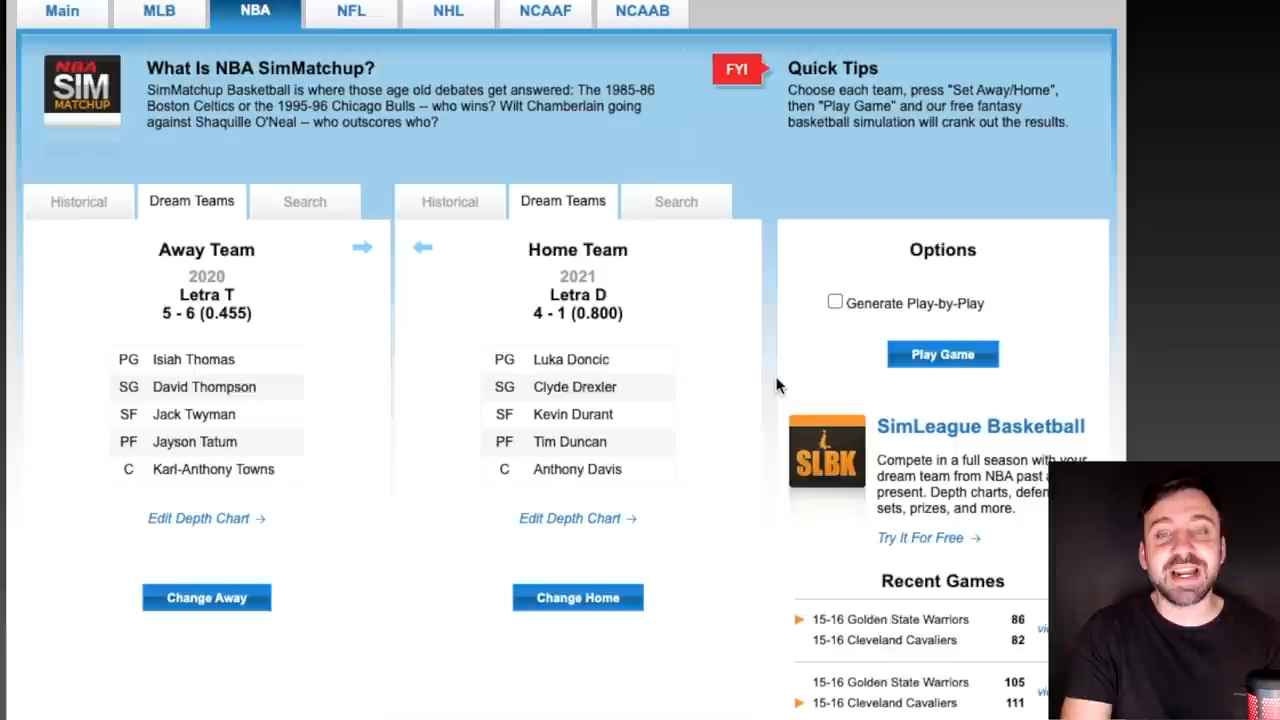 Main
MLB
NBA
NFL
NHL
NCAAF
NCAAB
NBA
SIM
MATCHUP
What Is NBA SimMatchup?
SimMatchup Basketball is where those age old debates get answered: The 1985-86
Boston Celtics or the 1995-96 Chicago Bulls -- who wins? Wilt Chamberlain going
against Shaquille O'Neal -- who outscores who?
FYI
Quick Tips
Choose each team, press "Set Away/Home",
then "Play Game" and our free fantasy
basketball simulation will crank out the results.
Historical
Dream Teams
Search
Away Team
2020
Letra T
5 - 6 (0.455)
PG Isiah Thomas
SG David Thompson
SF Jack Twyman
PF Jayson Tatum
C Karl-Anthony Towns
Edit Depth Chart →
Change Away
Historical
Dream Teams
Search
Home Team
2021
Letra D
4 - 1 (0.800)
PG Luka Doncic
SG Clyde Drexler
SF Kevin Durant
PF Tim Duncan
C Anthony Davis
Edit Depth Chart →
Change Home
Options
Generate Play-by-Play
Play Game
SLBK
SimLeague Basketball
Compete in a full season with your
dream team from NBA past
present. Depth charts,
sets, prizes, and more.
Try It For Free →
Recent Games
15-16 Golden State Warriors 86
15-16 Cleveland Cavaliers 82
15-16 Golden State Warriors 105
15-16 Cleveland Cavaliers 111